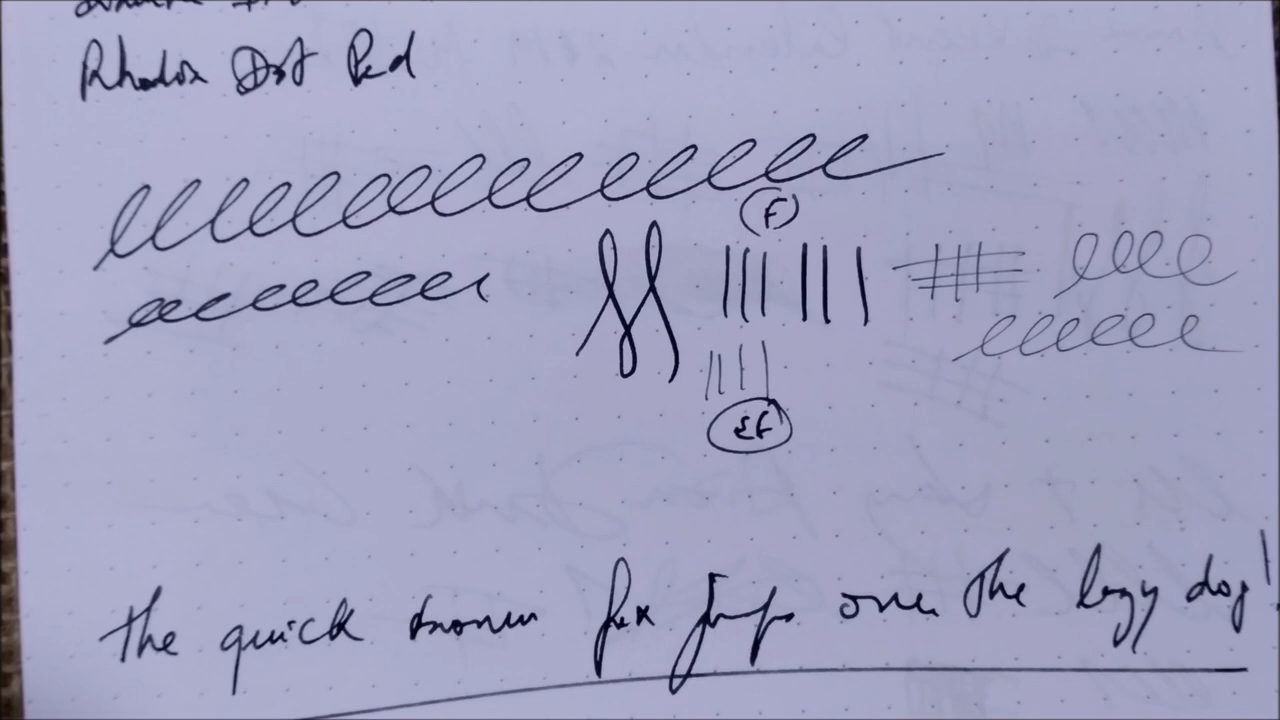 Rhodia Dot Pad
(F)
EF
the quick brown fox jumps over the lazy dog!